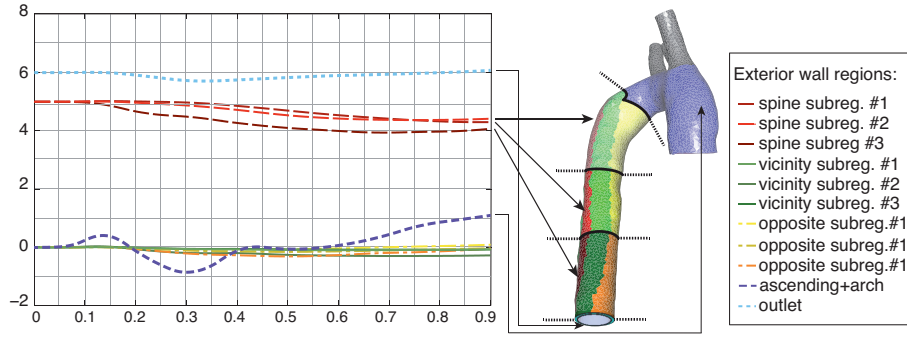 8
6
4
2
0
−2
0 0.1 0.2 0.3 0.4 0.5 0.6 0.7 0.8 0.9
Exterior wall regions:
spine subreg. #1
spine subreg. #2
spine subreg. #3
vicinity subreg. #1
vicinity subreg. #2
vicinity subreg. #3
opposite subreg.#1
opposite subreg.#1
opposite subreg.#1
ascending+arch
outlet